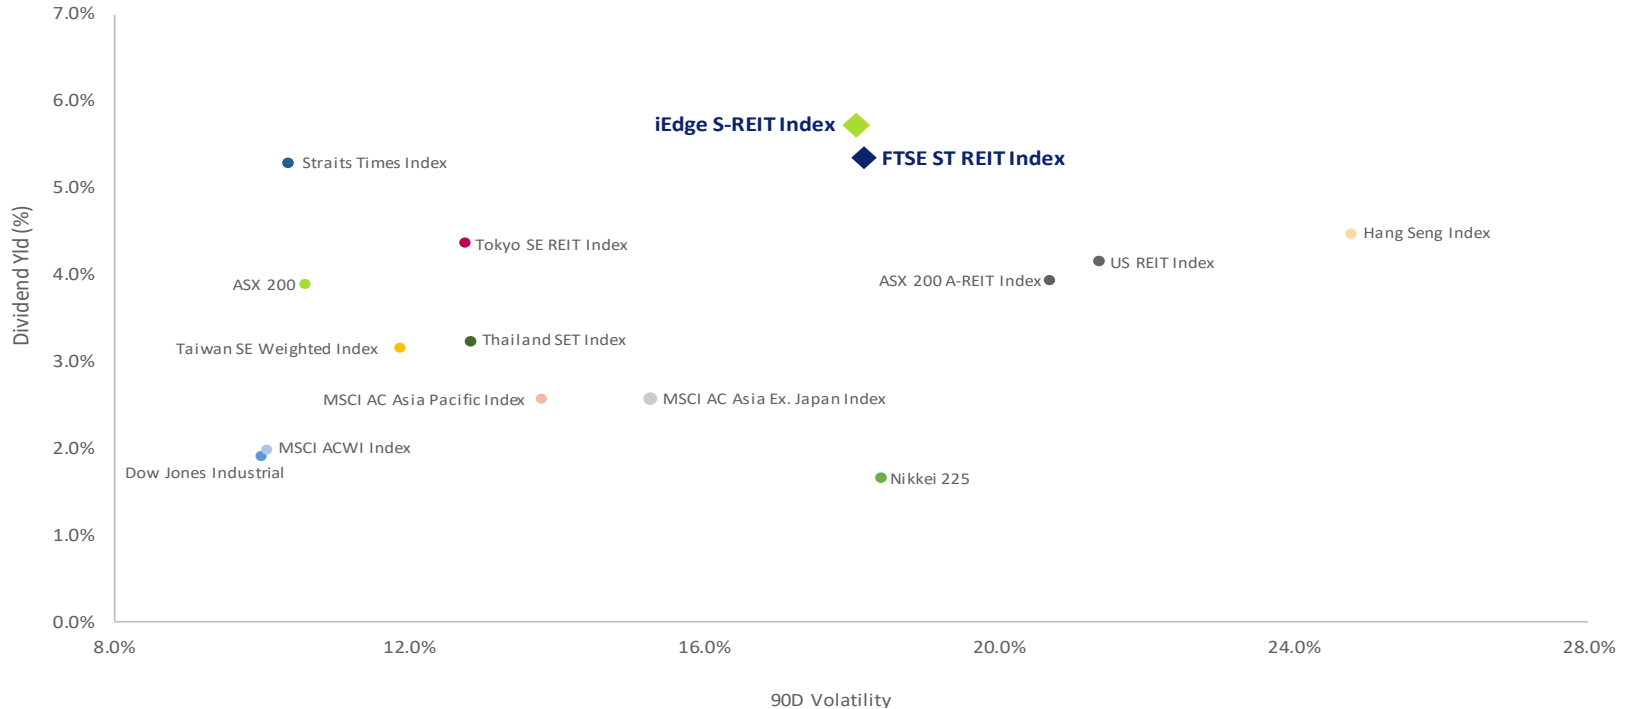 7.0%
6.0%
iEdge S-REIT Index
FTSE ST REIT Index
Straits Times Index
5.0%
Dividend Yld (%)
Hang Seng Index
Tokyo SE REIT Index
US REIT Index
4.0%
ASX 200 A-REIT Index
ASX 200
Thailand SET Index
Taiwan SE Weighted Index
3.0%
MSCI AC Asia Pacific Index
MSCI AC Asia Ex. Japan Index
2.0%
MSCI ACWI Index
Dow Jones Industrial
Nikkei 225
1.0%
0.0%
8.0%
12.0%
16.0%
20.0%
24.0%
28.0%
90D Volatility